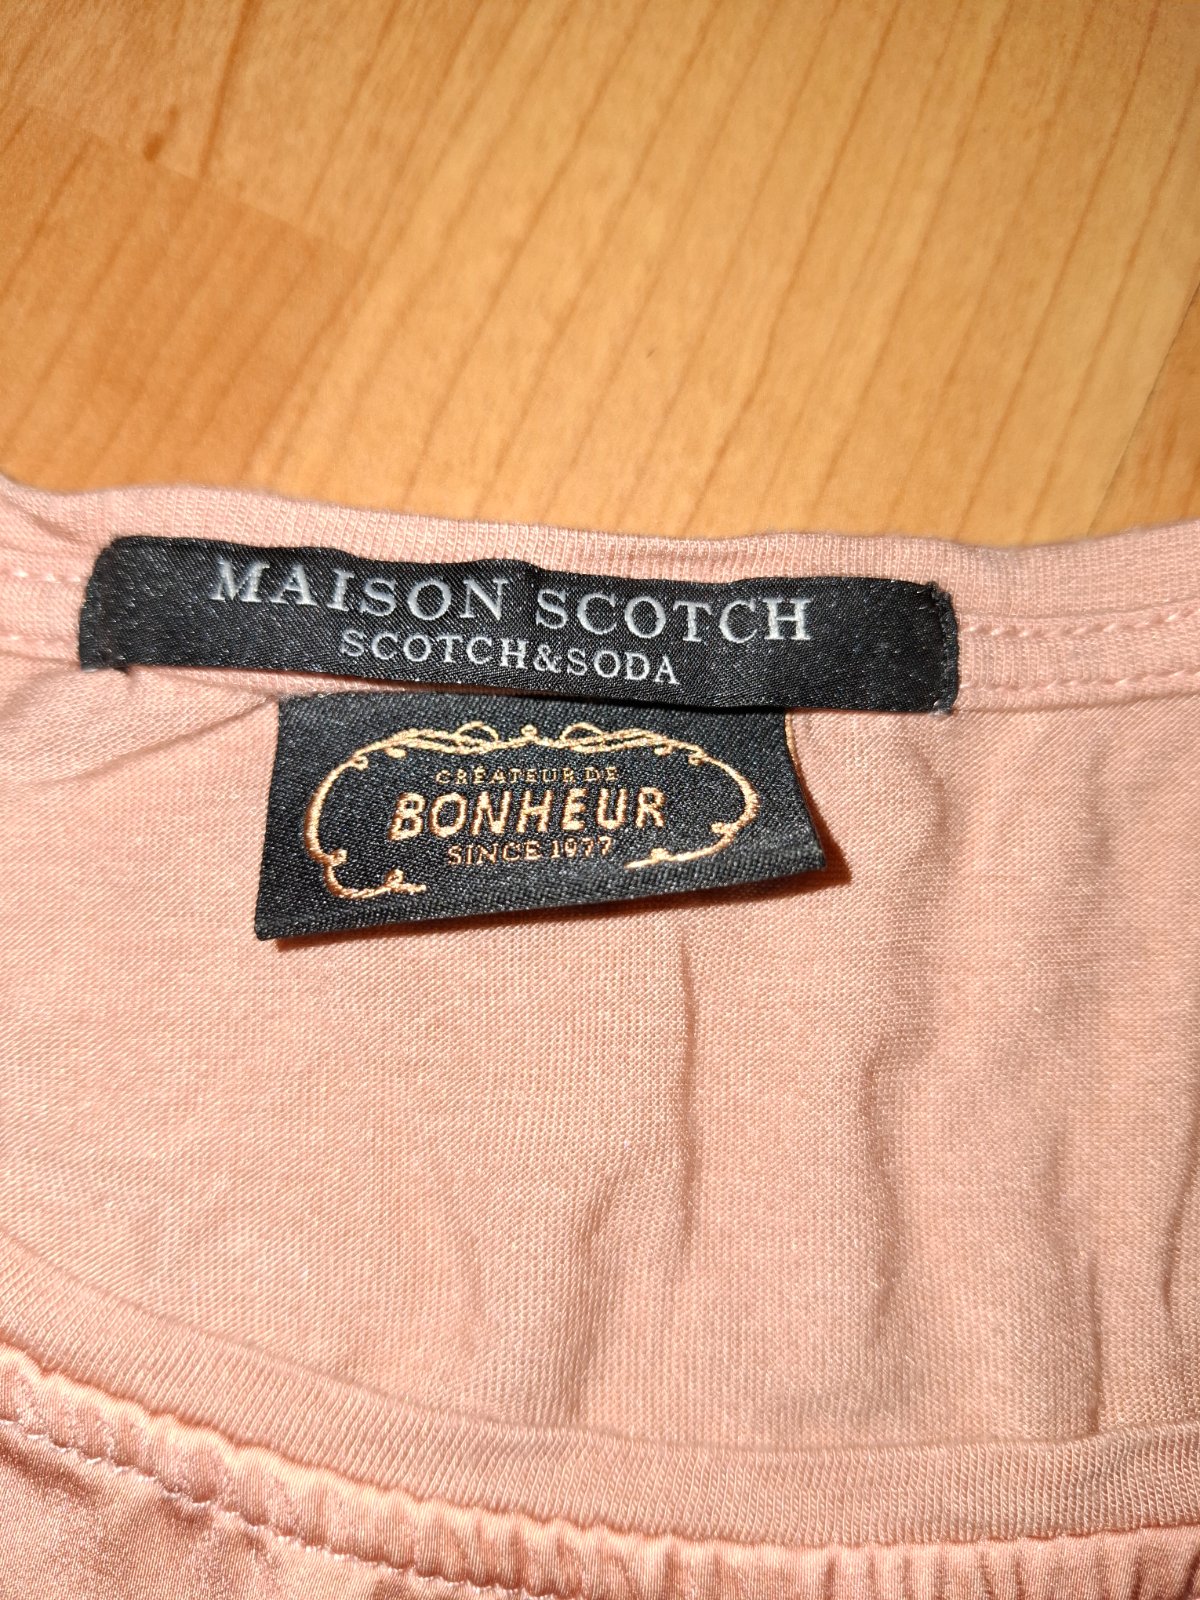 MAISON SCOTCH
SCOTCH&SODA
CRÉATEUR DE
BONHEUR
SINCE 1977